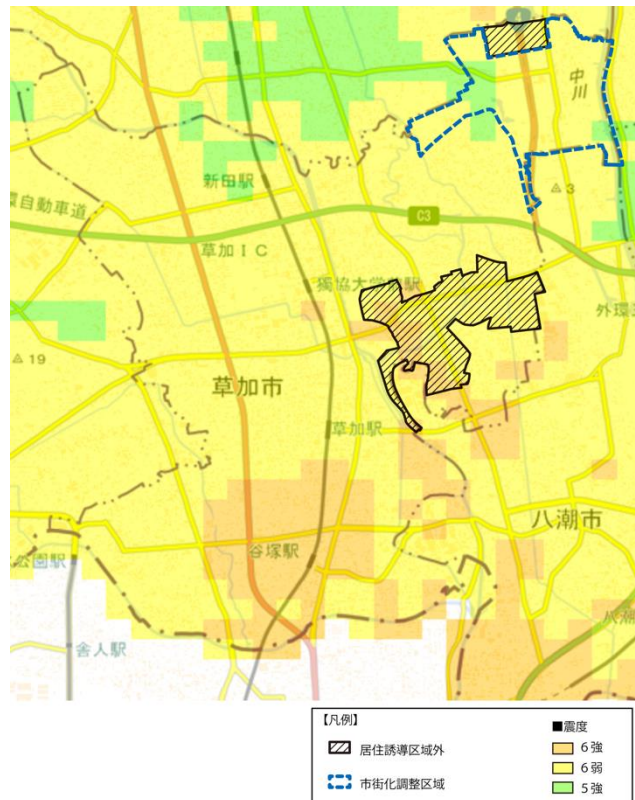 4
中川
新田駅
環自動車道
C3
3
草加IC
獨協大学前駅
外環
19
草加市
草加駅
八潮市
谷塚駅
公園駅
八潮
舎人駅
【凡例】
居住誘導区域外
市街化調整区域
■震度
6強
6弱
5強